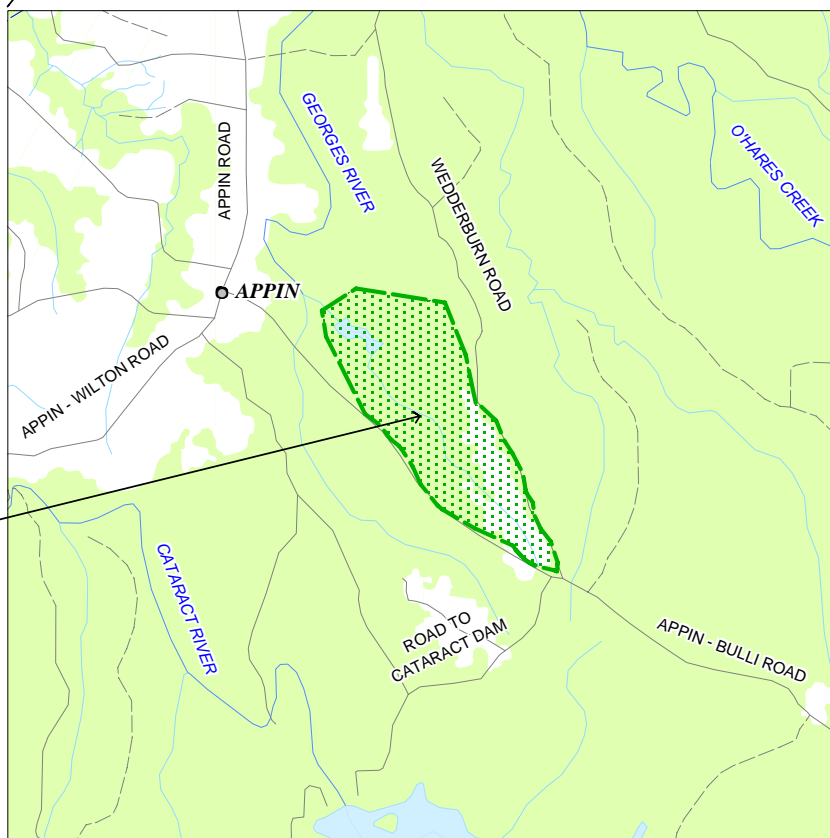 GEORGES RIVER
O'HARES CREEK
APPIN ROAD
WEDDERBURN ROAD
APPIN
APPIN - WILTON ROAD
CATARACT RIVER
ROAD TO
CATARACT DAM
APPIN - BULLI ROAD